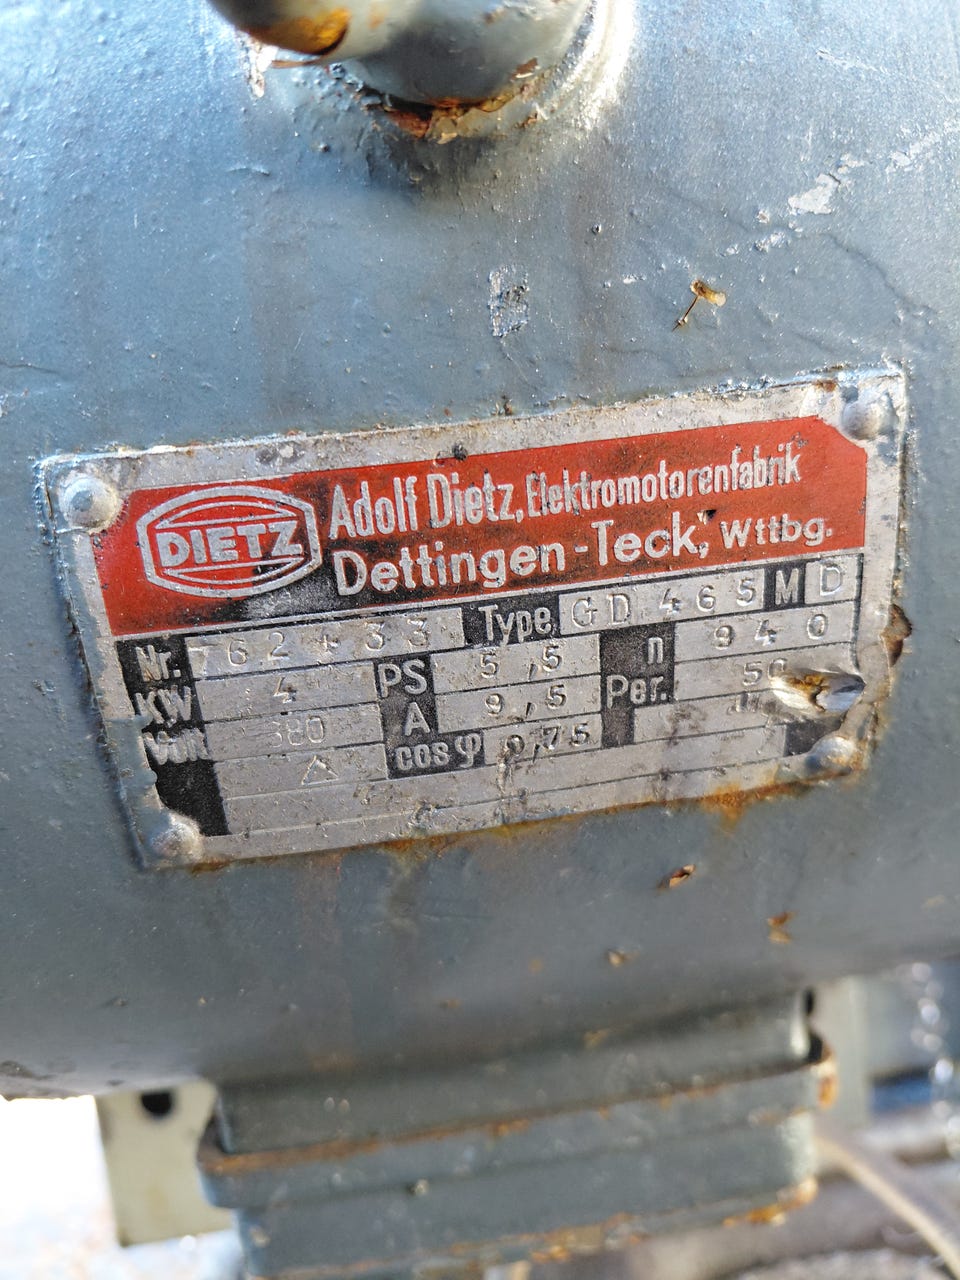 DIETZ
Adolf Dietz, Elektromotorenfabrik
Dettingen-Teck, Wttbg.
Nr. 762433 Type GD 465 M D
KW 4 PS 5,5 n 940
Volt 380 A 9,5 Per. 50
△ cos φ 0,75